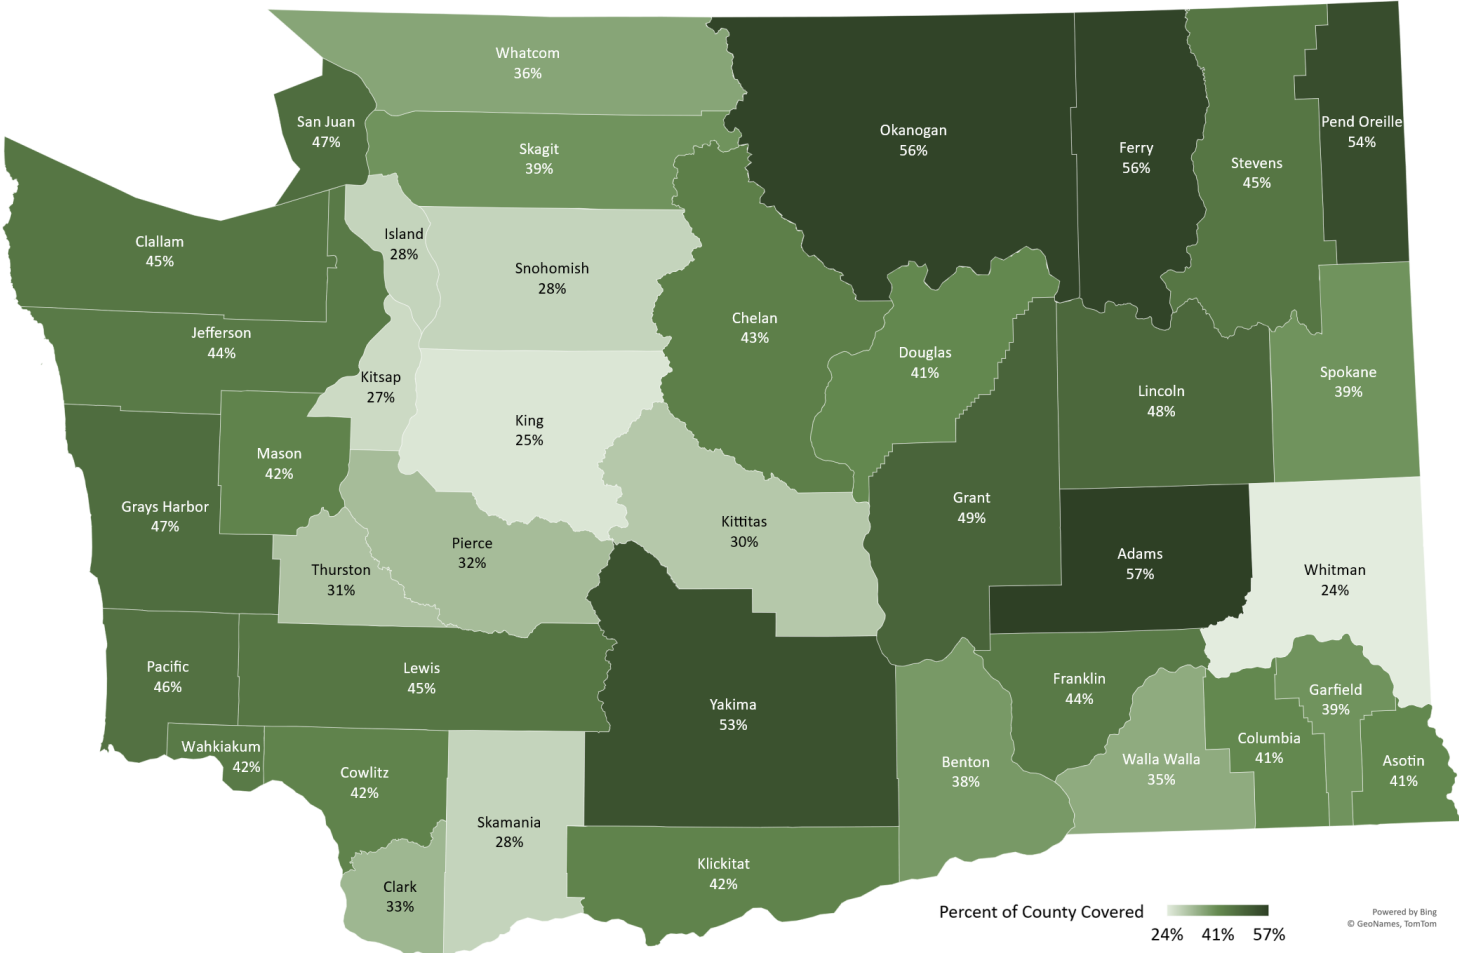 Whatcom
36%
San Juan
47%
Skagit
39%
Okanogan
56%
Ferry
56%
Stevens
45%
Pend Oreille
54%
Clallam
45%
Island
28%
Snohomish
28%
Jefferson
44%
Chelan
43%
Douglas
41%
Kitsap
27%
King
25%
Lincoln
48%
Spokane
39%
Mason
42%
Grays Harbor
47%
Grant
49%
Kittitas
30%
Pierce
32%
Thurston
31%
Adams
57%
Whitman
24%
Pacific
46%
Lewis
45%
Yakima
53%
Franklin
44%
Garfield
39%
Wahkiakum
42%
Cowlitz
42%
Benton
38%
Walla Walla
35%
Columbia
41%
Asotin
41%
Skamania
28%
Klickitat
42%
Clark
33%
Percent of County Covered
24% 41% 57%
Powered by Bing
© GeoNames, TomTom